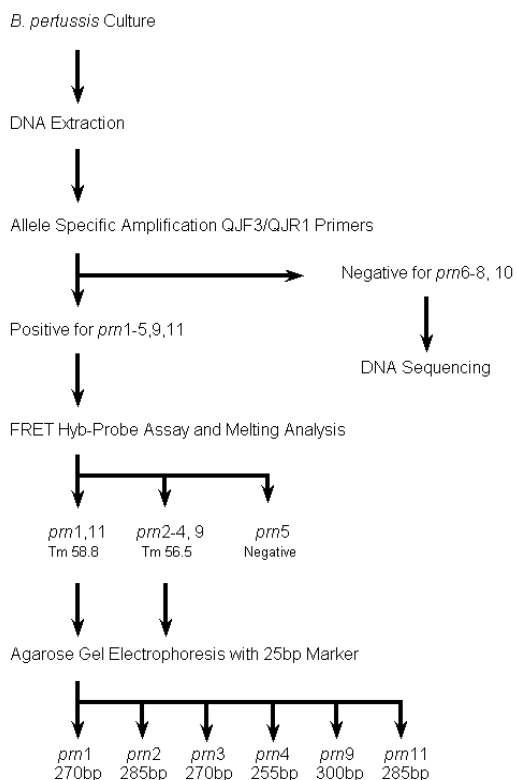 B. pertussis Culture
DNA Extraction
Allele Specific Amplification QJF3/QJR1 Primers
Negative for prn6-8, 10
Positive for prn1-5,9,11
DNA Sequencing
FRET Hyb-Probe Assay and Melting Analysis
prn1,11 prn2-4, 9 prn5
Tm 58.8 Tm 56.5 Negative
Agarose Gel Electrophoresis with 25bp Marker
prn1 prn2 prn3 prn4 prn9 prn11
270bp 285bp 270bp 255bp 300bp 285bp